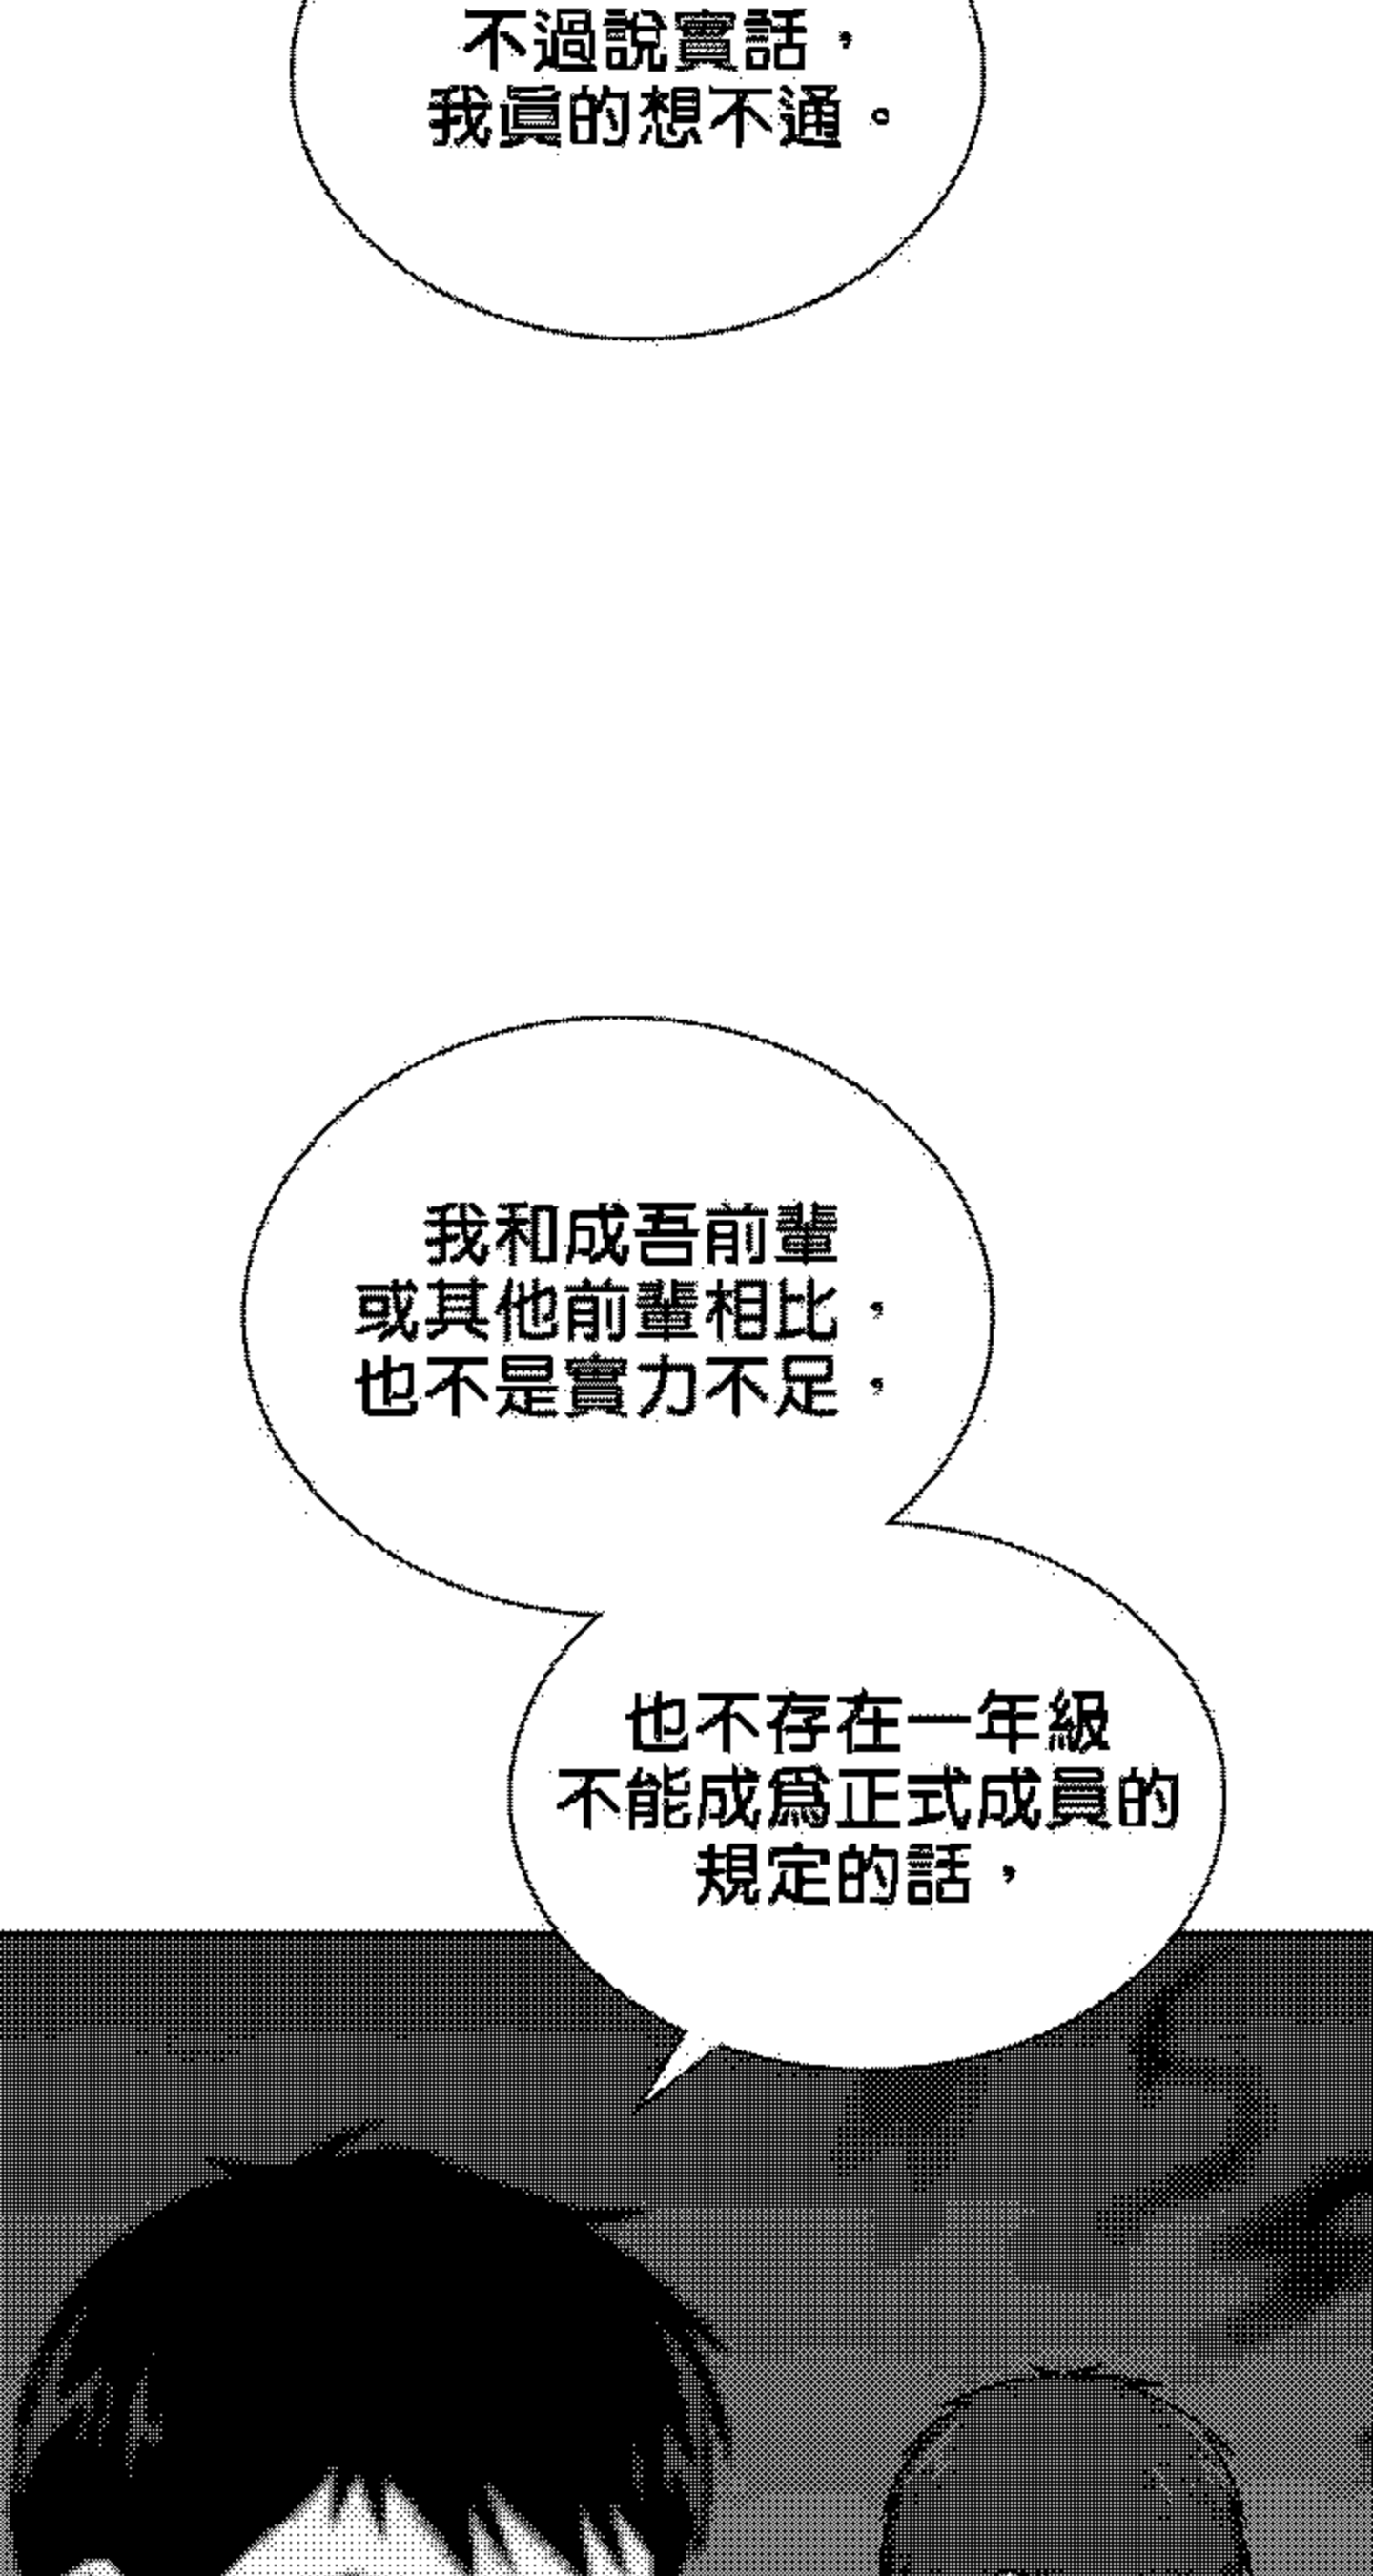 不過說實話，
我眞的想不通。
我和成吾前輩
或其他前輩相比，
也不是實力不足，
也不存在一年級
不能成爲正式成員的
規定的話，